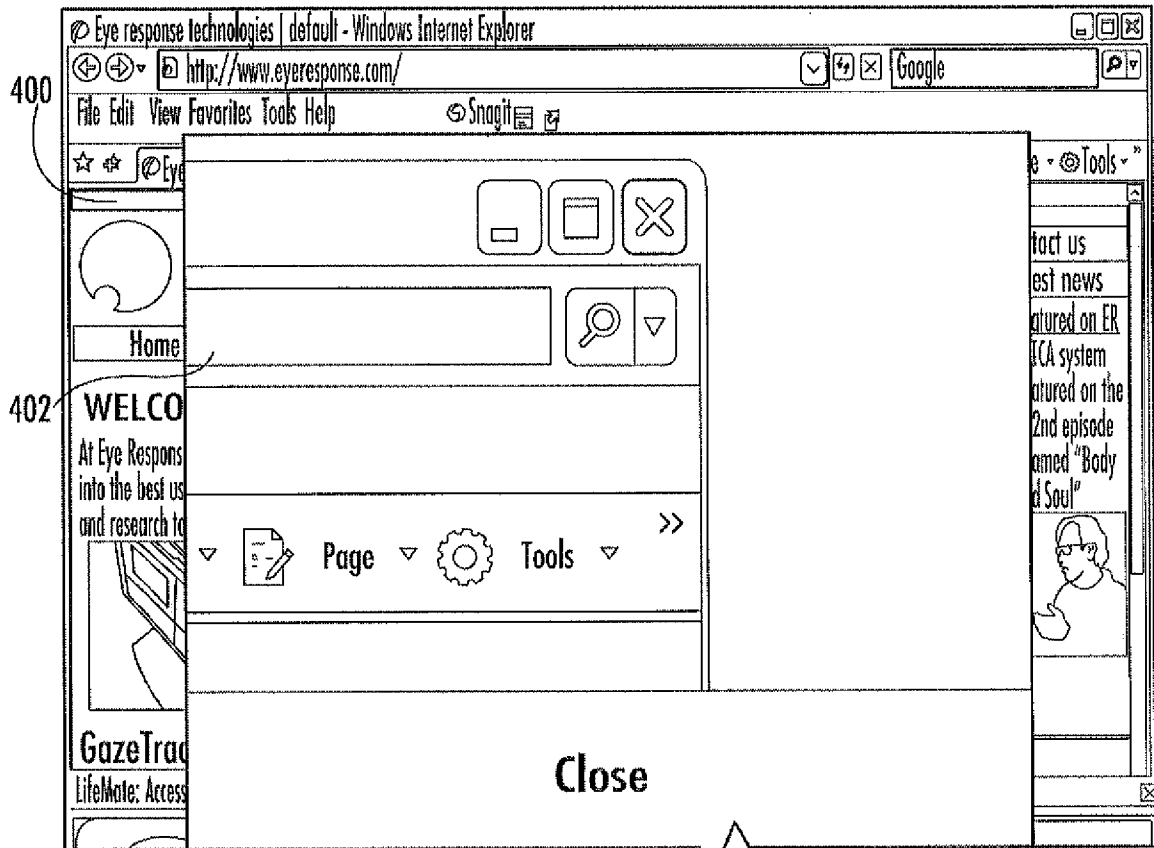 Eye response technologies | default - Windows Internet Explorer
http://www.eyeresponse.com/
Google
400
File Edit View Favorites Tools Help
Snagit
Eye
e
Tools
»
tact us
est news
Home
atured on ER
ICA system
402
WELCO
atured on the
2nd episode
At Eye Respons
amed "Body
into the best us
d Soul"
and research to
Page
Tools
>>
GazeTrac
Close
LifeMate: Access